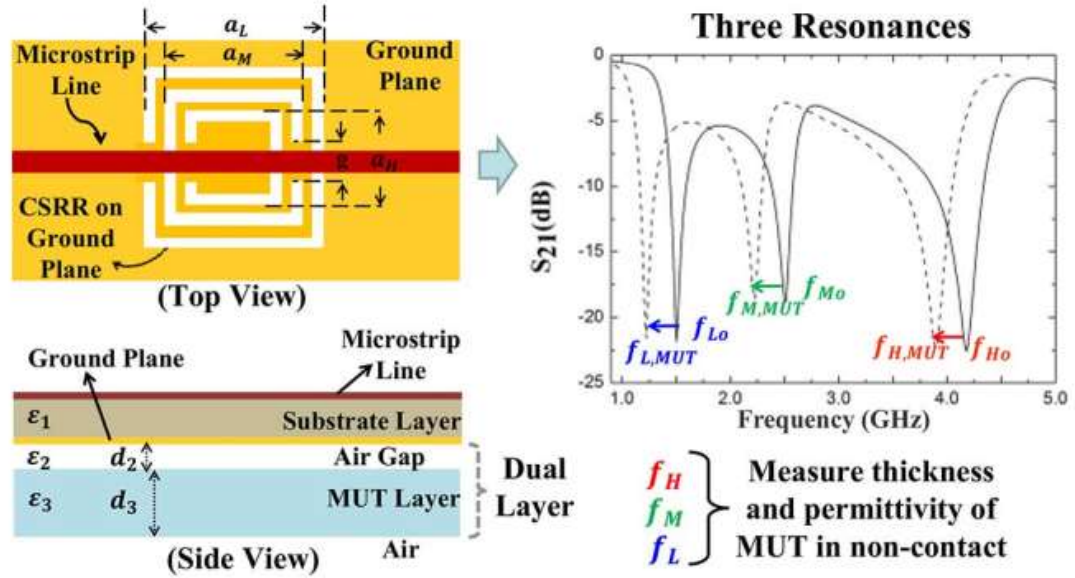 a_L
a_M
Microstrip
Line
Ground
Plane
g
a_H
CSRR on
Ground
Plane
(Top View)
Three Resonances
0
-5
-10
-15
-20
-25
S21(dB)
f_M,MUT
f_Mo
f_Lo
f_L,MUT
f_H,MUT
f_Ho
1.0 2.0 3.0 4.0 5.0
Frequency (GHz)
Microstrip
Line
Ground Plane
ε1
Substrate Layer
ε2
d2
Air Gap
ε3
d3
MUT Layer
Dual
Layer
(Side View)
Air
f_H
f_M
f_L
Measure thickness
and permittivity of
MUT in non-contact